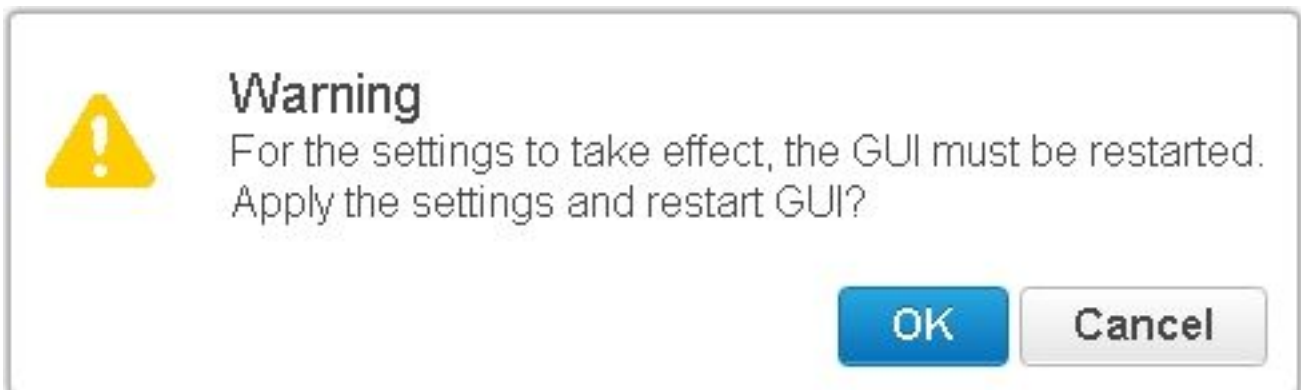 Warning
For the settings to take effect, the GUI must be restarted.
Apply the settings and restart GUI?
OK Cancel